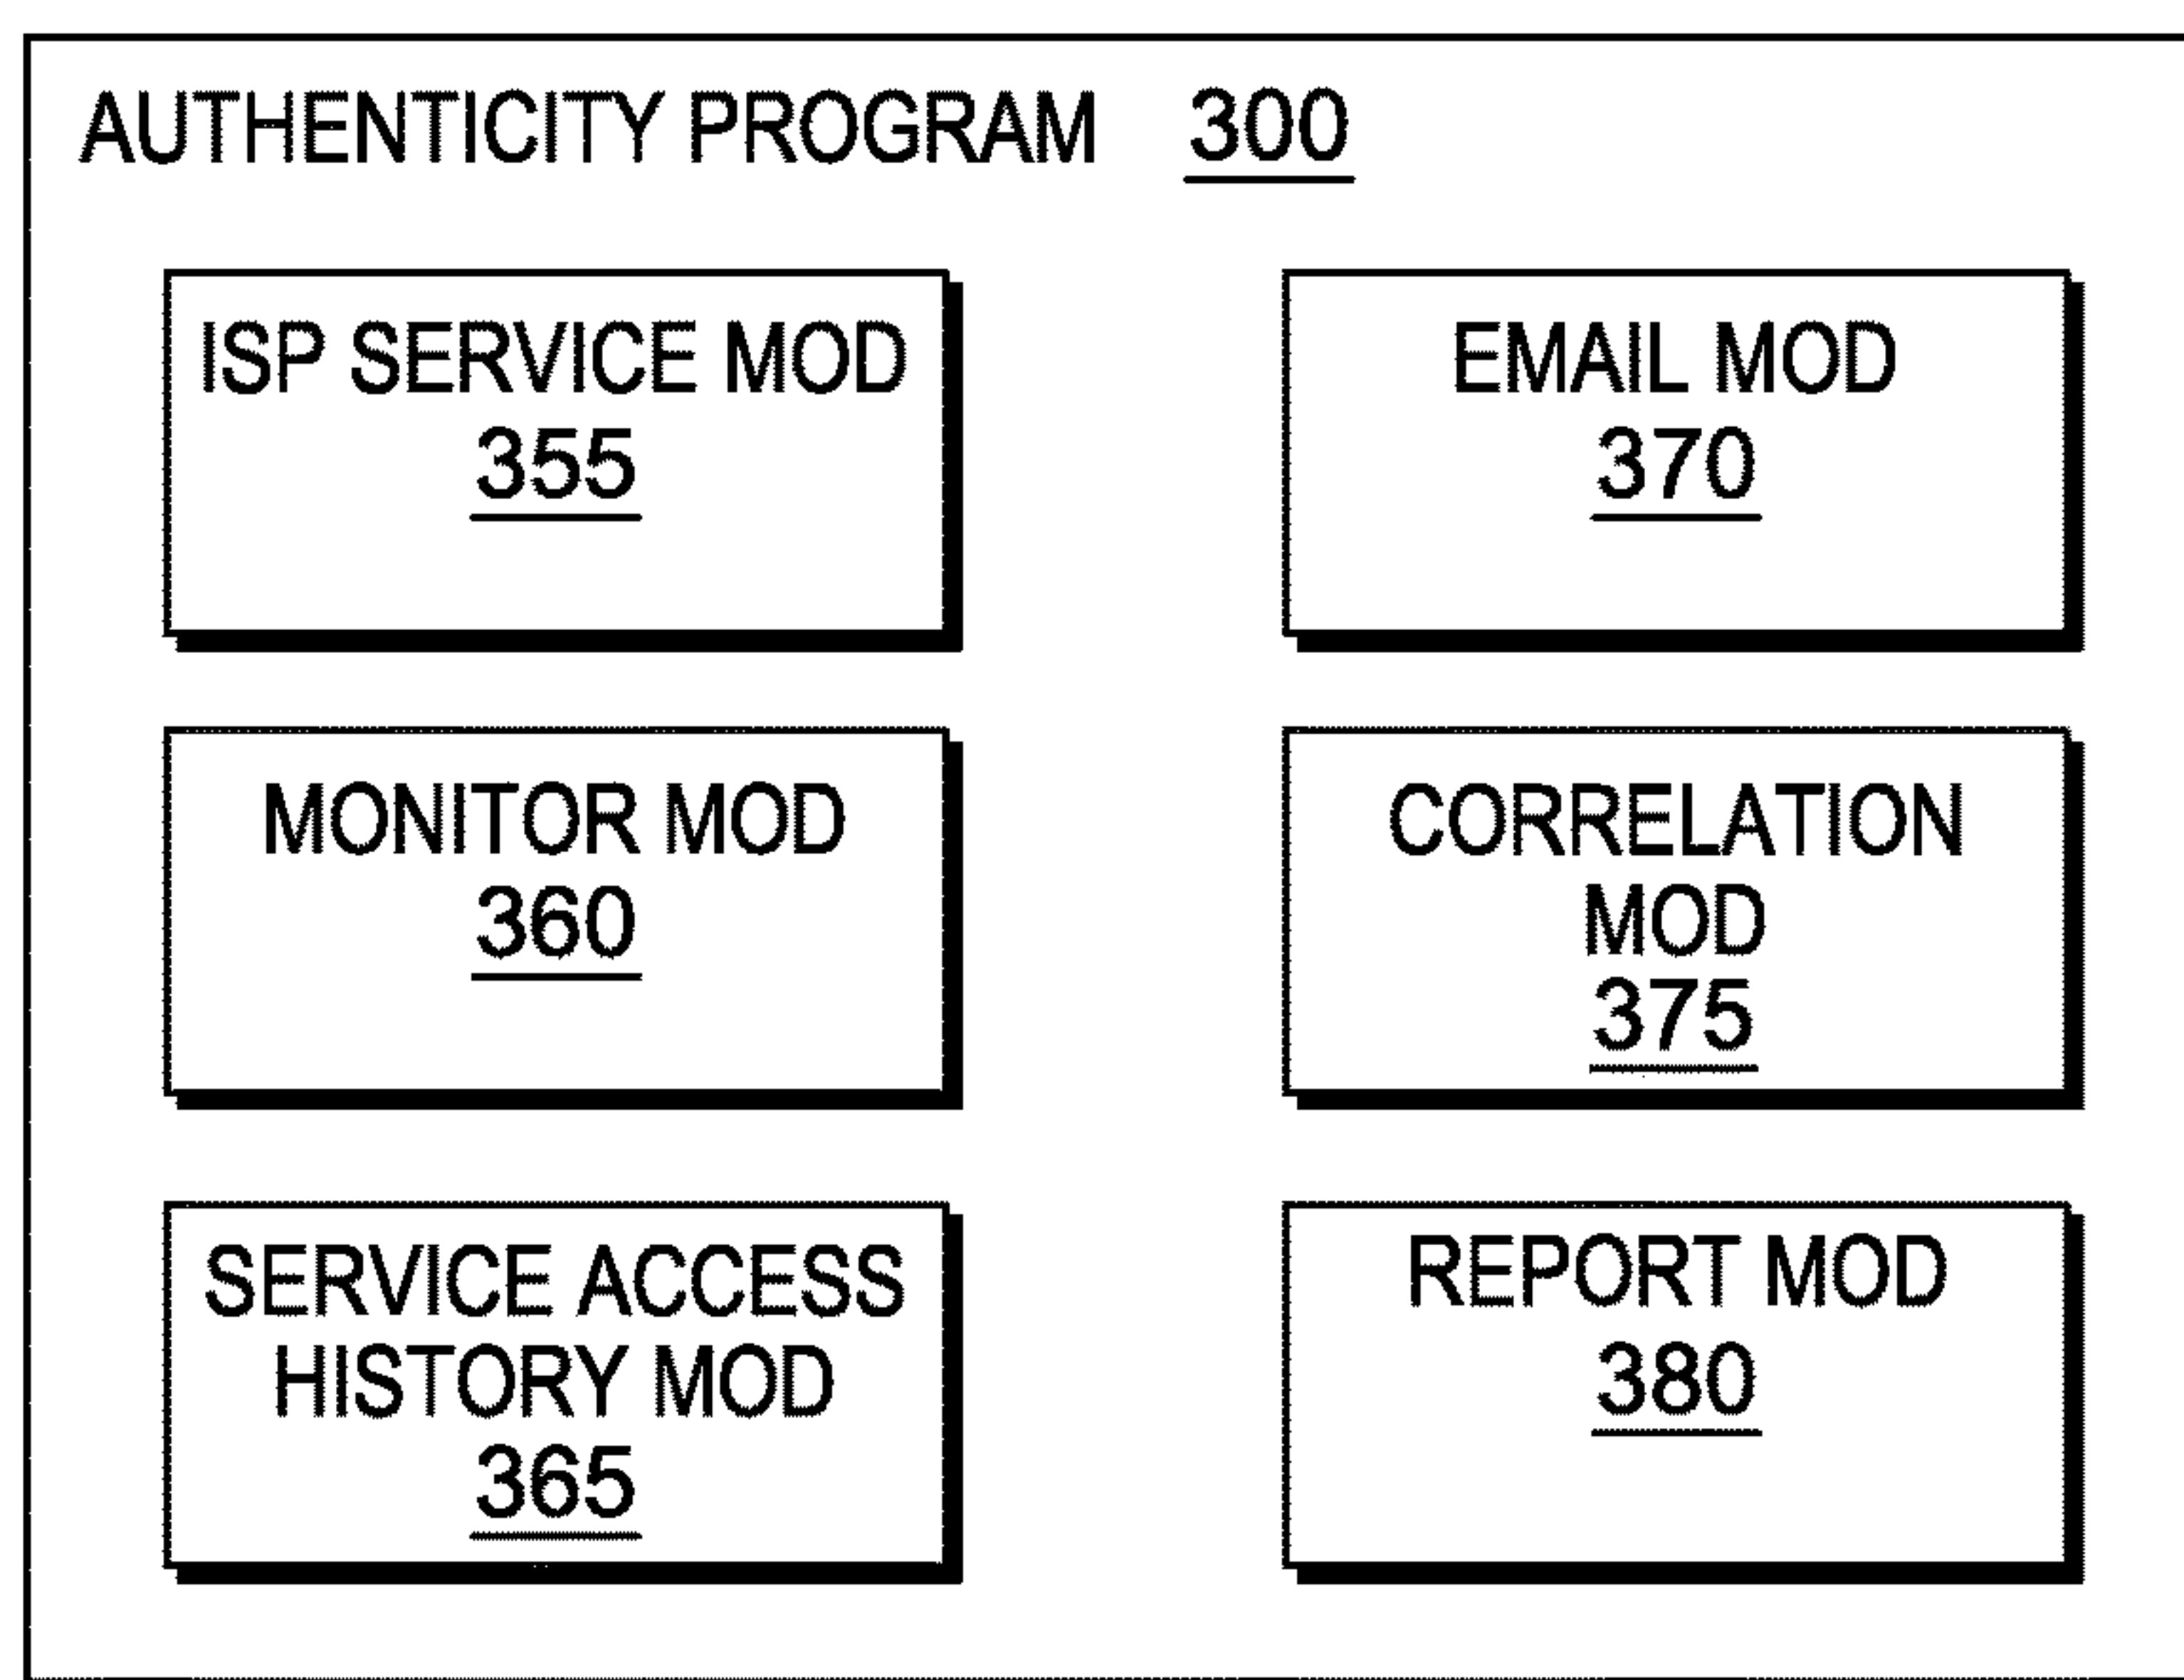 AUTHENTICITY PROGRAM 300
ISP SERVICE MOD
355
EMAIL MOD
370
MONITOR MOD
360
CORRELATION
MOD
375
SERVICE ACCESS
HISTORY MOD
365
REPORT MOD
380